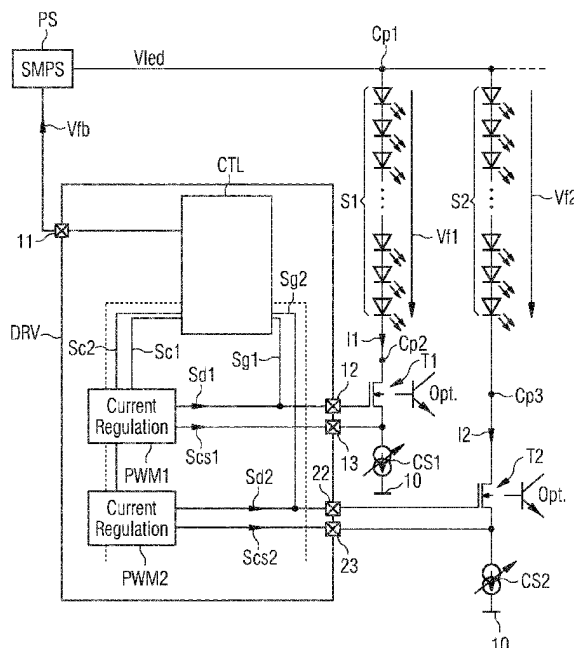 PS
SMPS
Vled
Cp1
Vfb
CTL
S1
S2
Vf1
Vf2
11
Sg2
DRV
Sc2
Sc1
Sg1
I1
Cp2
Sd1
12
T1
Opt.
Cp3
Current
Regulation
Scs1
13
CS1
I2
PWM1
10
T2
Sd2
22
Opt.
Current
Regulation
Scs2
23
PWM2
CS2
10